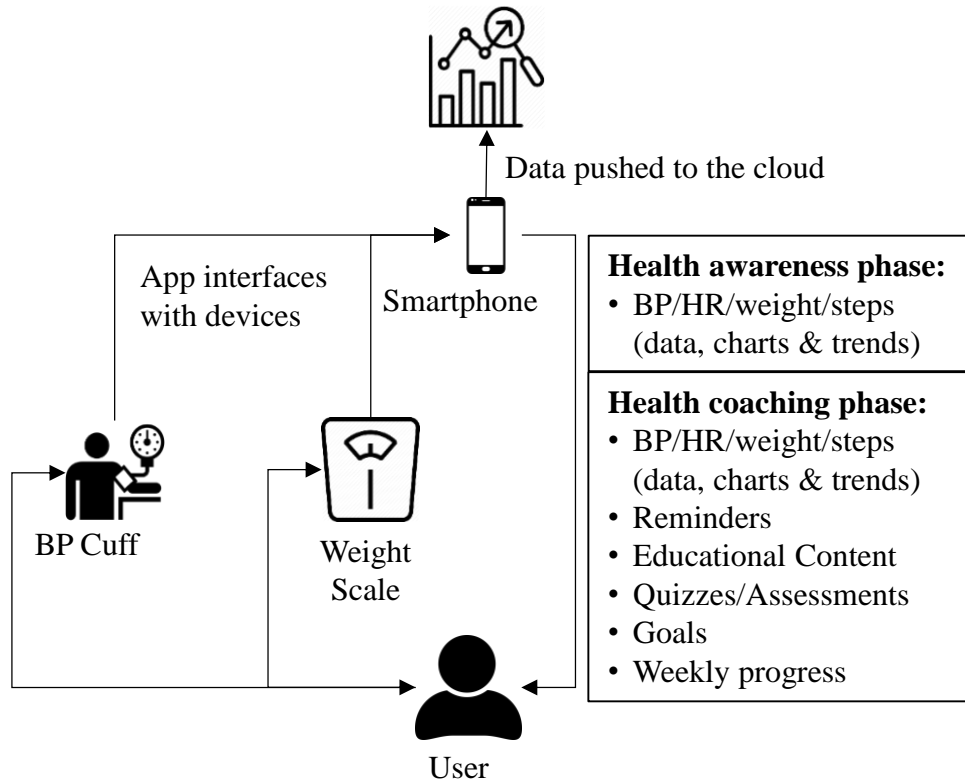 Data pushed to the cloud
App interfaces
with devices
Smartphone
BP Cuff
Weight
Scale
User
Health awareness phase:
• BP/HR/weight/steps
(data, charts & trends)
Health coaching phase:
• BP/HR/weight/steps
(data, charts & trends)
• Reminders
• Educational Content
• Quizzes/Assessments
• Goals
• Weekly progress